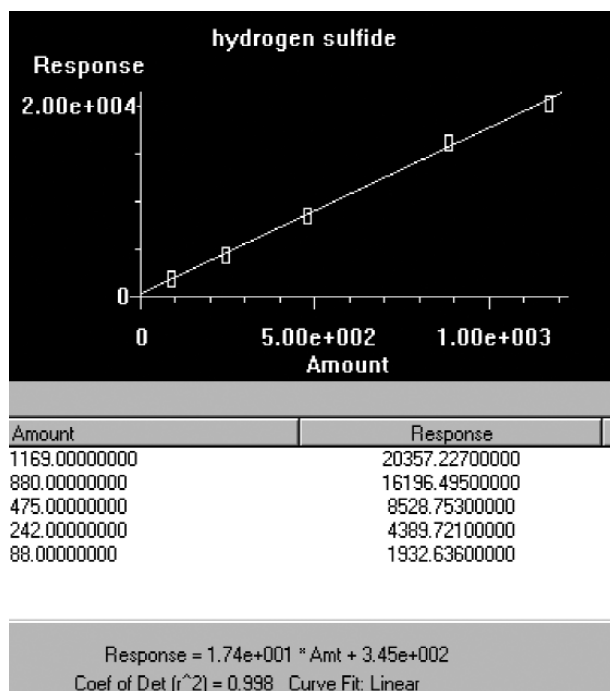 hydrogen sulfide
Response
2.00e+004
0
0 5.00e+002 1.00e+003
Amount
Amount Response
1169.00000000 20357.22700000
880.00000000 16196.49500000
475.00000000 8528.75300000
242.00000000 4389.72100000
88.00000000 1932.63600000
Response = 1.74e+001 * Amt + 3.45e+002
Coef of Det (r^2) = 0.998 Curve Fit: Linear